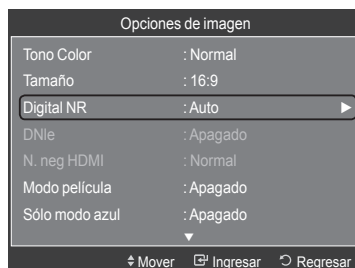 Opciones de imagen
Tono Color : Normal
Tamaño : 16:9
Digital NR : Auto ►
DNIe : Apagado
N. neg HDMI : Normal
Modo película : Apagado
Sólo modo azul : Apagado
▼
Mover Ingresar Regresar